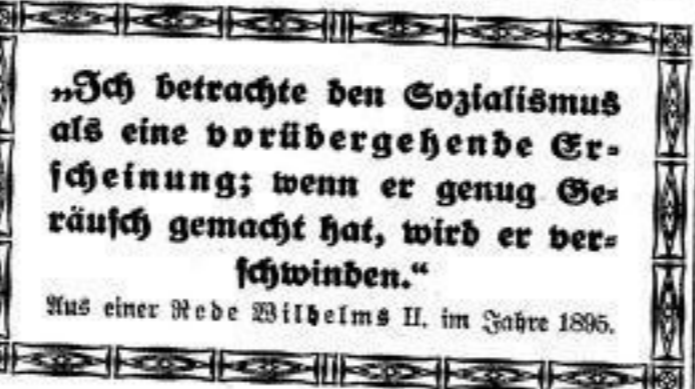 „Ich betrachte den Sozialismus
als eine vorübergehende Er-
scheinung; wenn er genug Ge-
räusch gemacht hat, wird er ver-
schwinden.“
Aus einer Rede Wilhelms II. im Jahre 1895.